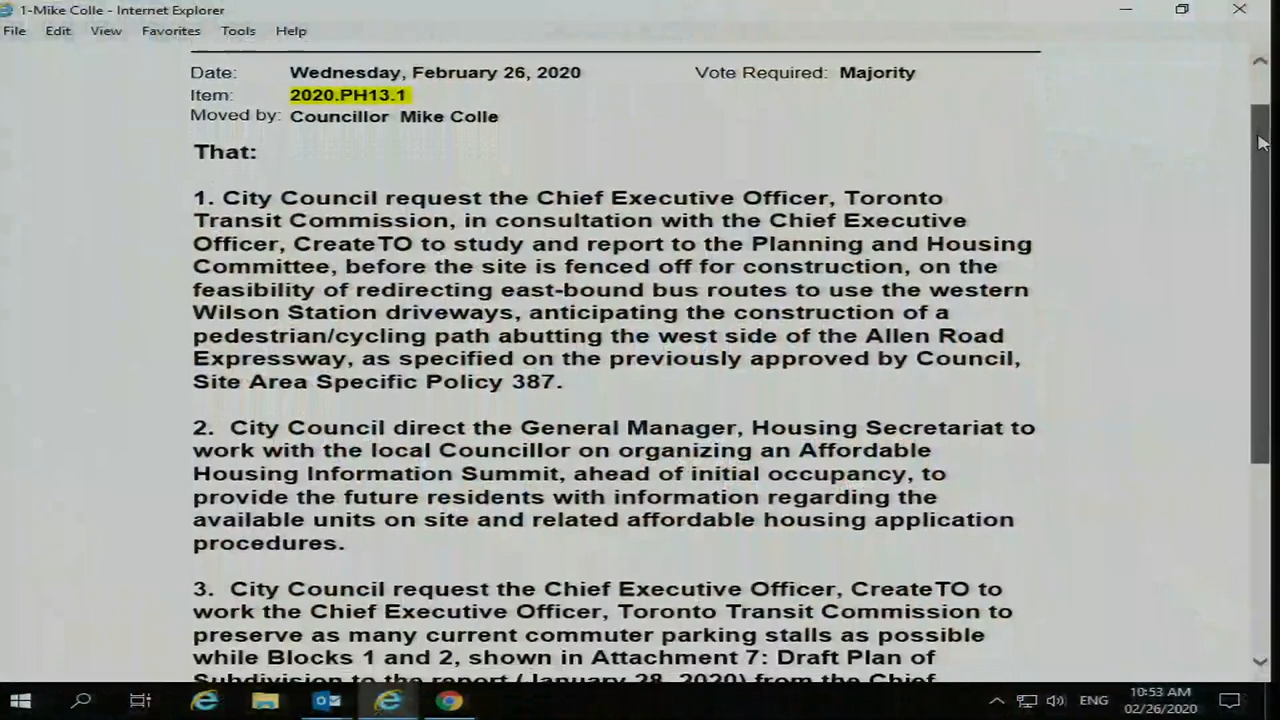 1-Mike Colle - Internet Explorer
File Edit View Favorites Tools Help
Date: Wednesday, February 26, 2020 Vote Required: Majority
Item: 2020.PH13.1
Moved by: Councillor Mike Colle
That:
1. City Council request the Chief Executive Officer, Toronto
Transit Commission, in consultation with the Chief Executive
Officer, CreateTO to study and report to the Planning and Housing
Committee, before the site is fenced off for construction, on the
feasibility of redirecting east-bound bus routes to use the western
Wilson Station driveways, anticipating the construction of a
pedestrian/cycling path abutting the west side of the Allen Road
Expressway, as specified on the previously approved by Council,
Site Area Specific Policy 387.
2. City Council direct the General Manager, Housing Secretariat to
work with the local Councillor on organizing an Affordable
Housing Information Summit, ahead of initial occupancy, to
provide the future residents with information regarding the
available units on site and related affordable housing application
procedures.
3. City Council request the Chief Executive Officer, CreateTO to
work the Chief Executive Officer, Toronto Transit Commission to
preserve as many current commuter parking stalls as possible
while Blocks 1 and 2, shown in Attachment 7: Draft Plan of
Subdivision to the report (January 28, 2020) from the Chief
ENG 10:53 AM
02/26/2020